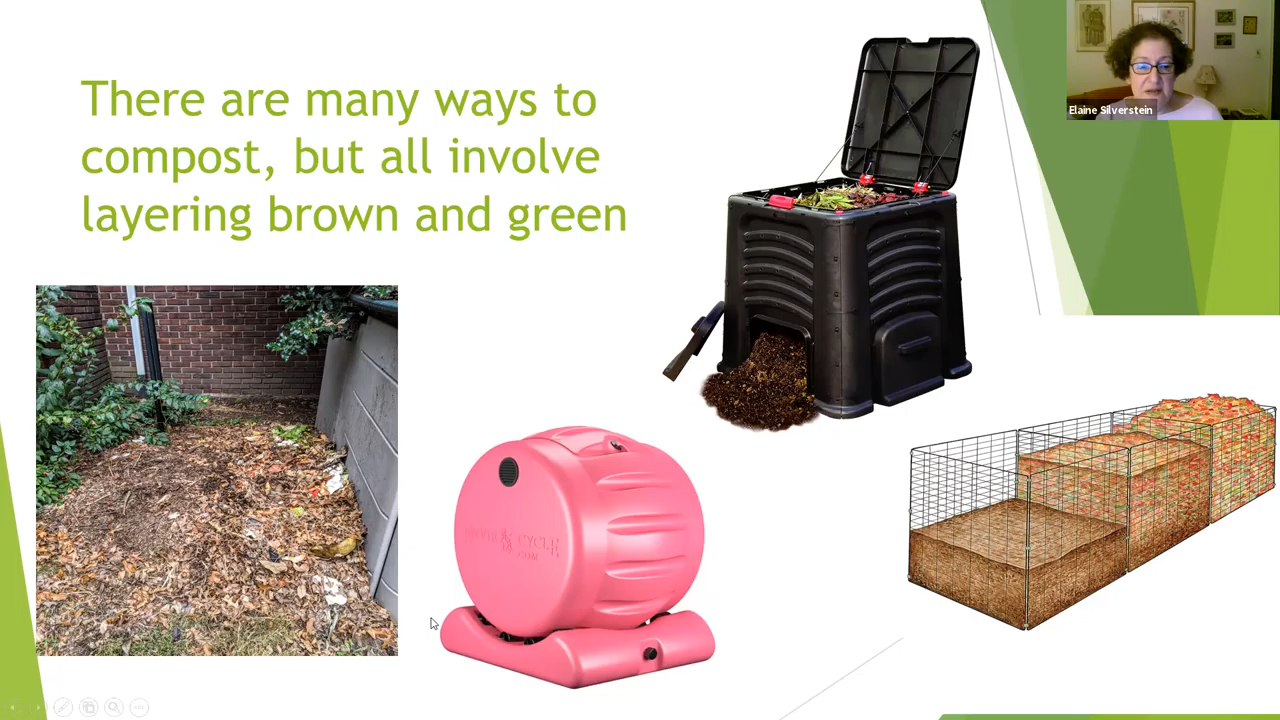 There are many ways to
compost, but all involve
layering brown and green
Elaine Silverstein